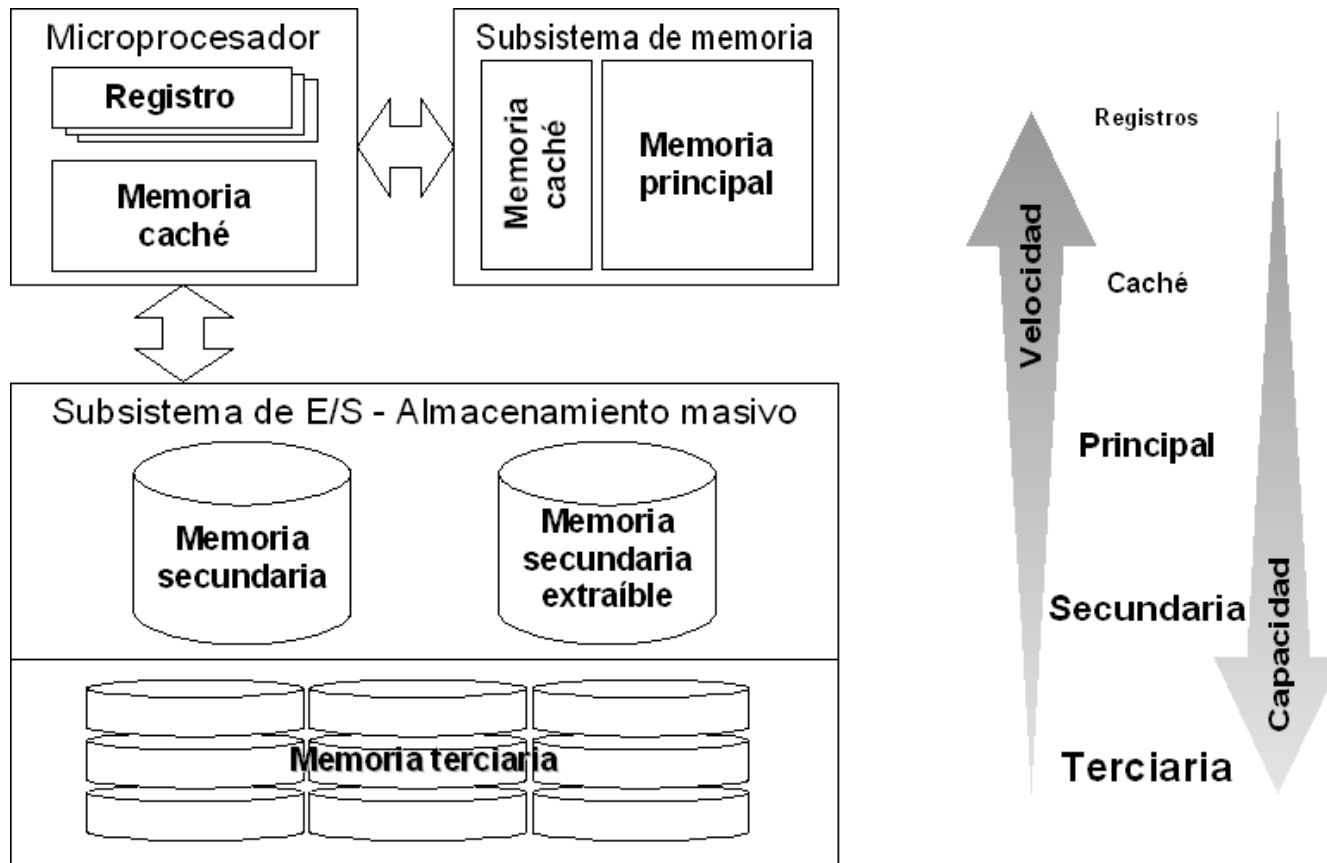 Microprocesador
Registro
Memoria
caché
Subsistema de memoria
Memoria
caché
Memoria
principal
Subsistema de E/S - Almacenamiento masivo
Memoria
secundaria
Memoria
secundaria
extraíble
Memoria terciaria
Velocidad
Registros
Caché
Principal
Secundaria
Terciaria
Capacidad